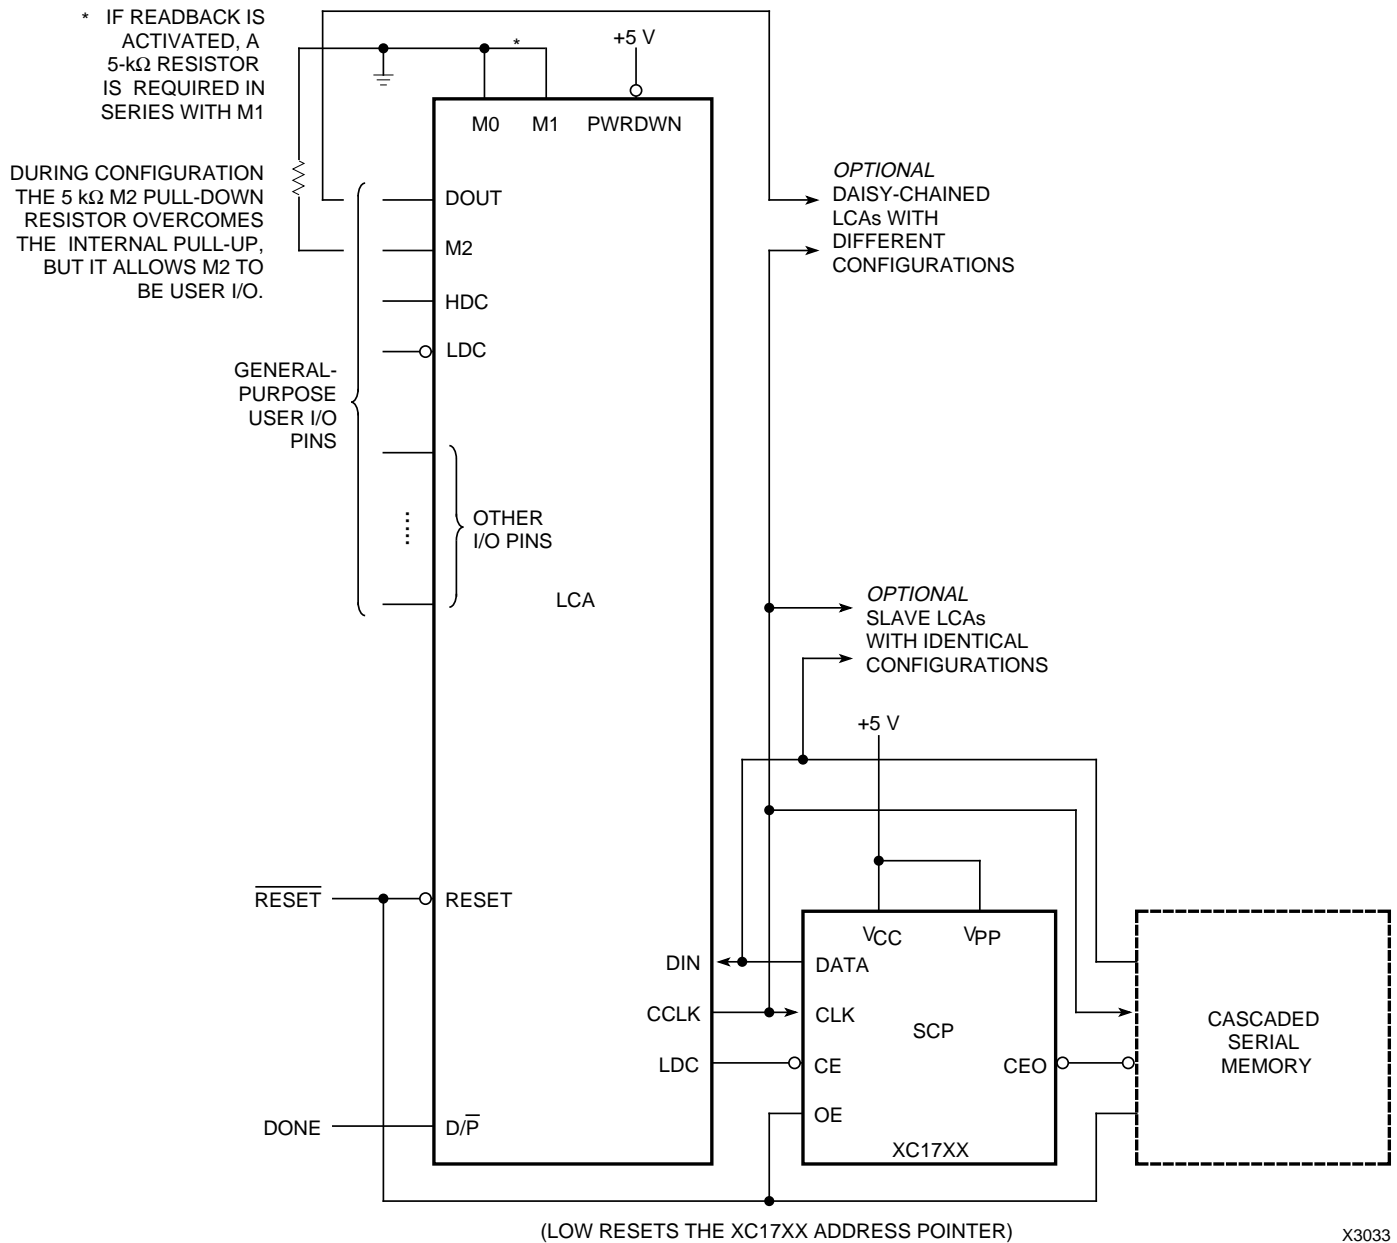 * IF READBACK IS
ACTIVATED, A
5-kΩ RESISTOR
IS REQUIRED IN
SERIES WITH M1
+5 V
M0 M1 PWRDWN
DURING CONFIGURATION
THE 5 kΩ M2 PULL-DOWN
RESISTOR OVERCOMES
THE INTERNAL PULL-UP,
BUT IT ALLOWS M2 TO
BE USER I/O.
*
DOUT
M2
HDC
LDC
OPTIONAL
DAISY-CHAINED
LCAs WITH
DIFFERENT
CONFIGURATIONS
GENERAL-
PURPOSE
USER I/O
PINS
OTHER
I/O PINS
LCA
OPTIONAL
SLAVE LCAs
WITH IDENTICAL
CONFIGURATIONS
+5 V
RESET
RESET
VCC VPP
DIN
DATA
CCLK
CLK
SCP
LDC
CE
CEO
OE
XC17XX
CASCADED
SERIAL
MEMORY
DONE
D/P
(LOW RESETS THE XC17XX ADDRESS POINTER)
X3033